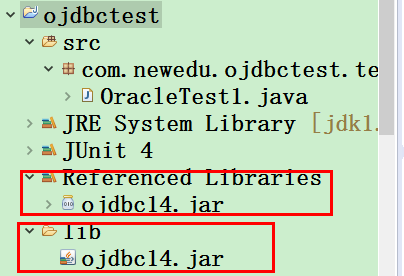 ojdbctest
src
com.newedu.ojdbctest.te
OracleTest1.java
JRE System Library [jdk1.
JUnit 4
Referenced Libraries
ojdbc14.jar
lib
ojdbc14.jar